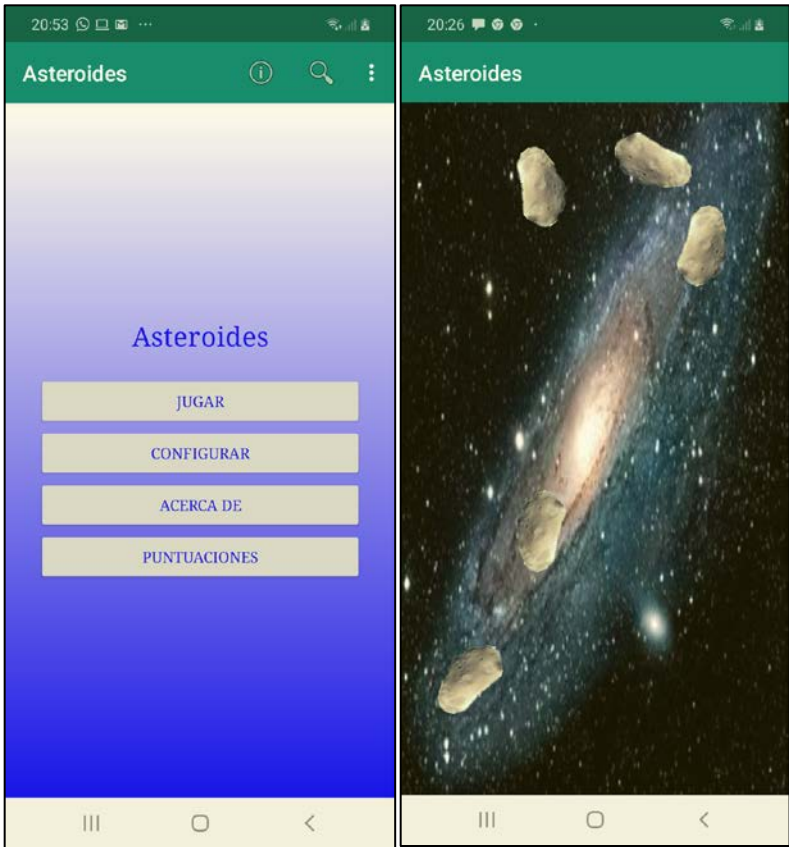 20:53
Asteroides
Asteroides
JUGAR
CONFIGURAR
ACERCA DE
PUNTUACIONES
20:26
Asteroides